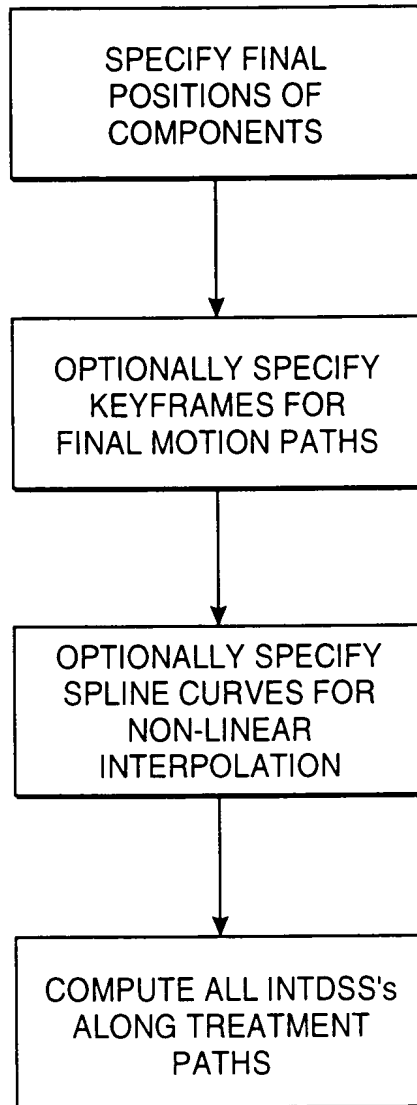 SPECIFY FINAL
POSITIONS OF
COMPONENTS
OPTIONALLY SPECIFY
KEYFRAMES FOR
FINAL MOTION PATHS
OPTIONALLY SPECIFY
SPLINE CURVES FOR
NON-LINEAR
INTERPOLATION
COMPUTE ALL INTDSS's
ALONG TREATMENT
PATHS